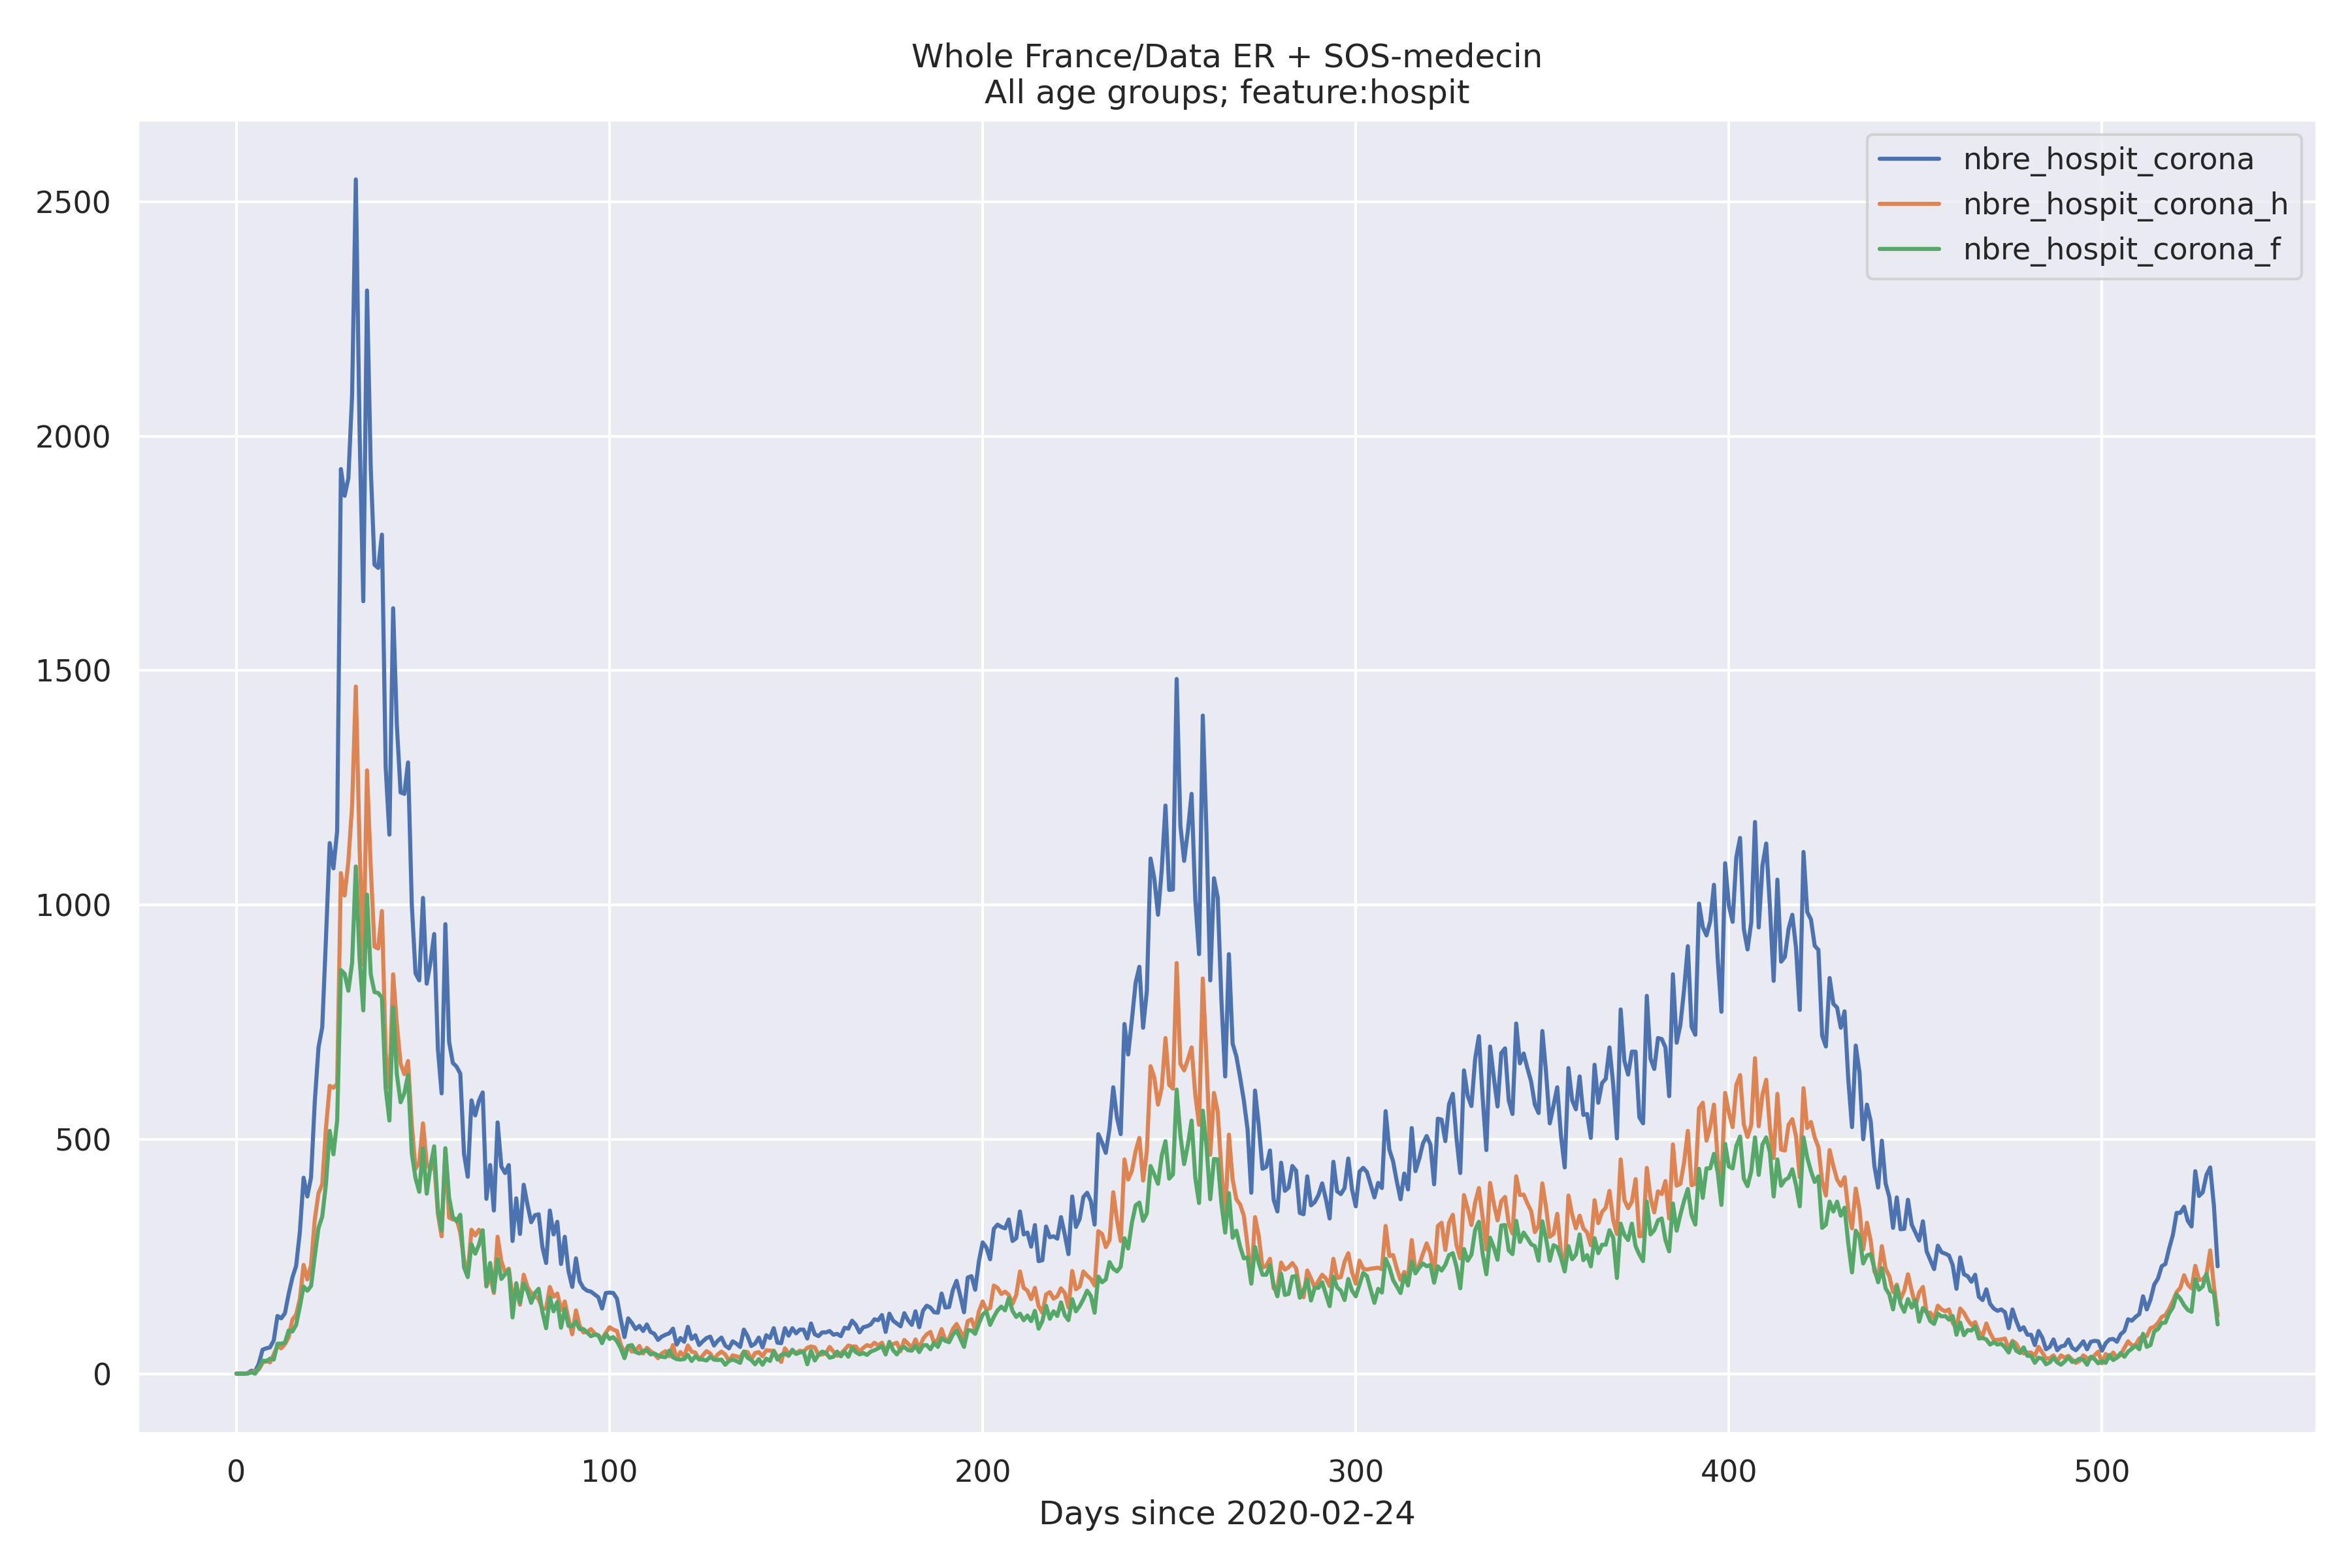 Whole France/Data ER + SOS-medecin
All age groups; feature:hospit
nbre_hospit_corona
nbre_hospit_corona_h
nbre_hospit_corona_f
2500
2000
1500
1000
500
0
0 100 200 300 400 500
Days since 2020-02-24